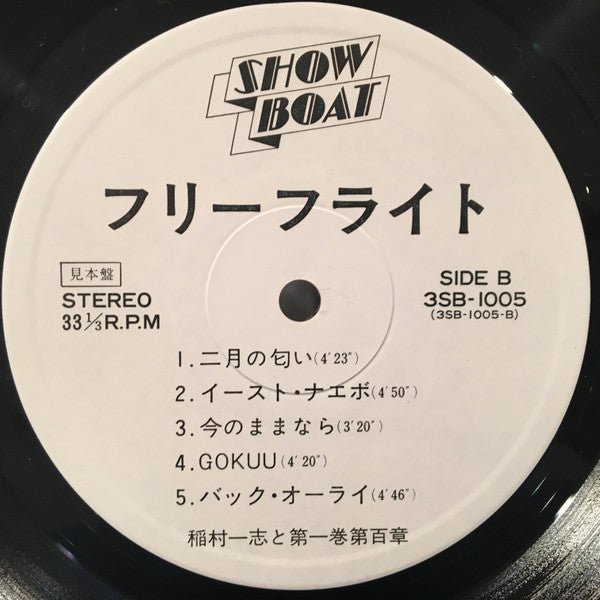 SHOW
BOAT
フリーフライト
見本盤
STEREO
33 1/3 R.P.M
SIDE B
3SB-1005
(3SB-1005-B)
1. 二月の匂い(4′23″)
2. イースト・ナエボ(4′50″)
3. 今のままなら(3′20″)
4. GOKUU(4′20″)
5. バック・オーライ(4′46″)
稲村一志と第一巻第百章